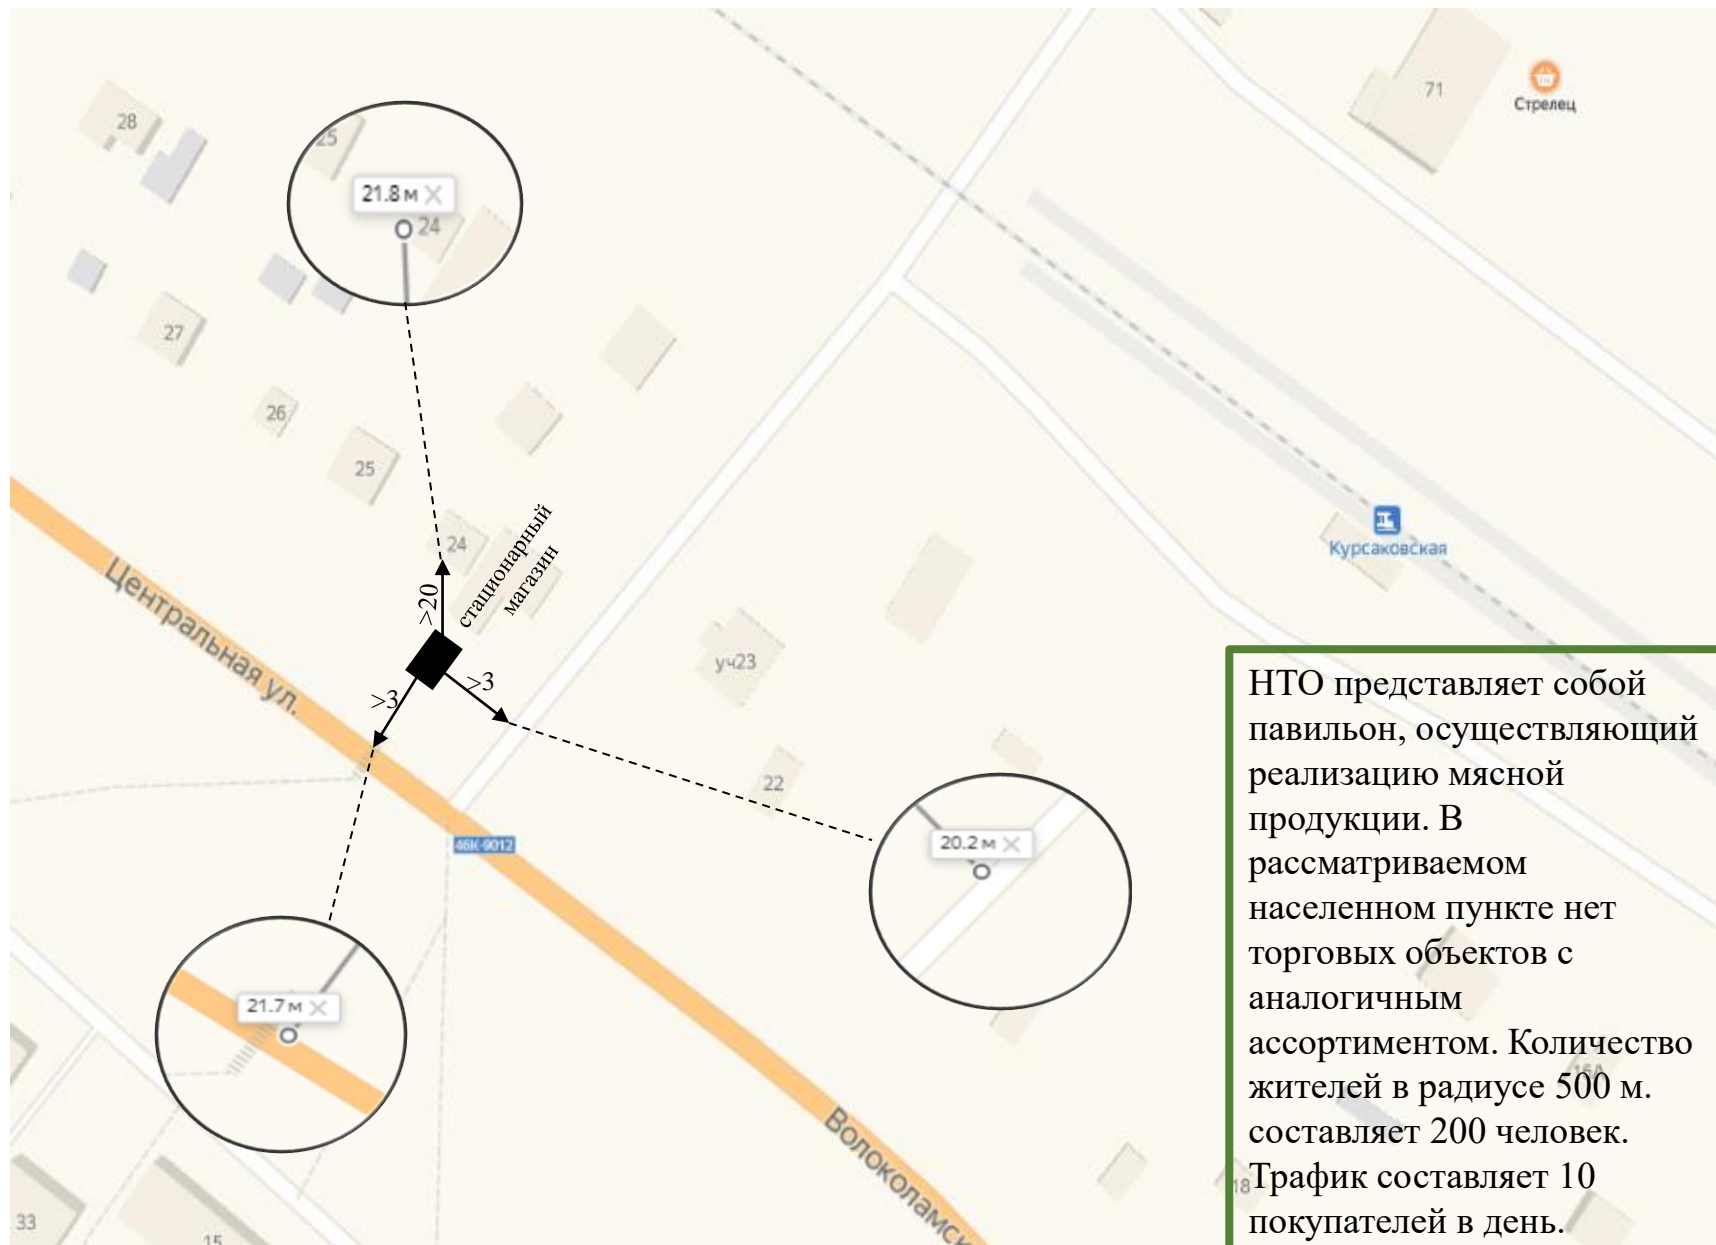 71
Стрелец
28
25
21.8 м
24
27
26
25
24
стационарный
магазин
Курсаковская
>20
Центральная ул.
>3
>3
уч23
22
46К-9012
20.2 м
21.7 м
НТО представляет собой
павильон, осуществляющий
реализацию мясной
продукции. В
рассматриваемом
населенном пункте нет
торговых объектов с
аналогичным
ассортиментом. Количество
жителей в радиусе 500 м.
составляет 200 человек.
Трафик составляет 10
покупателей в день.
16А
18
Волоколамск
33
15